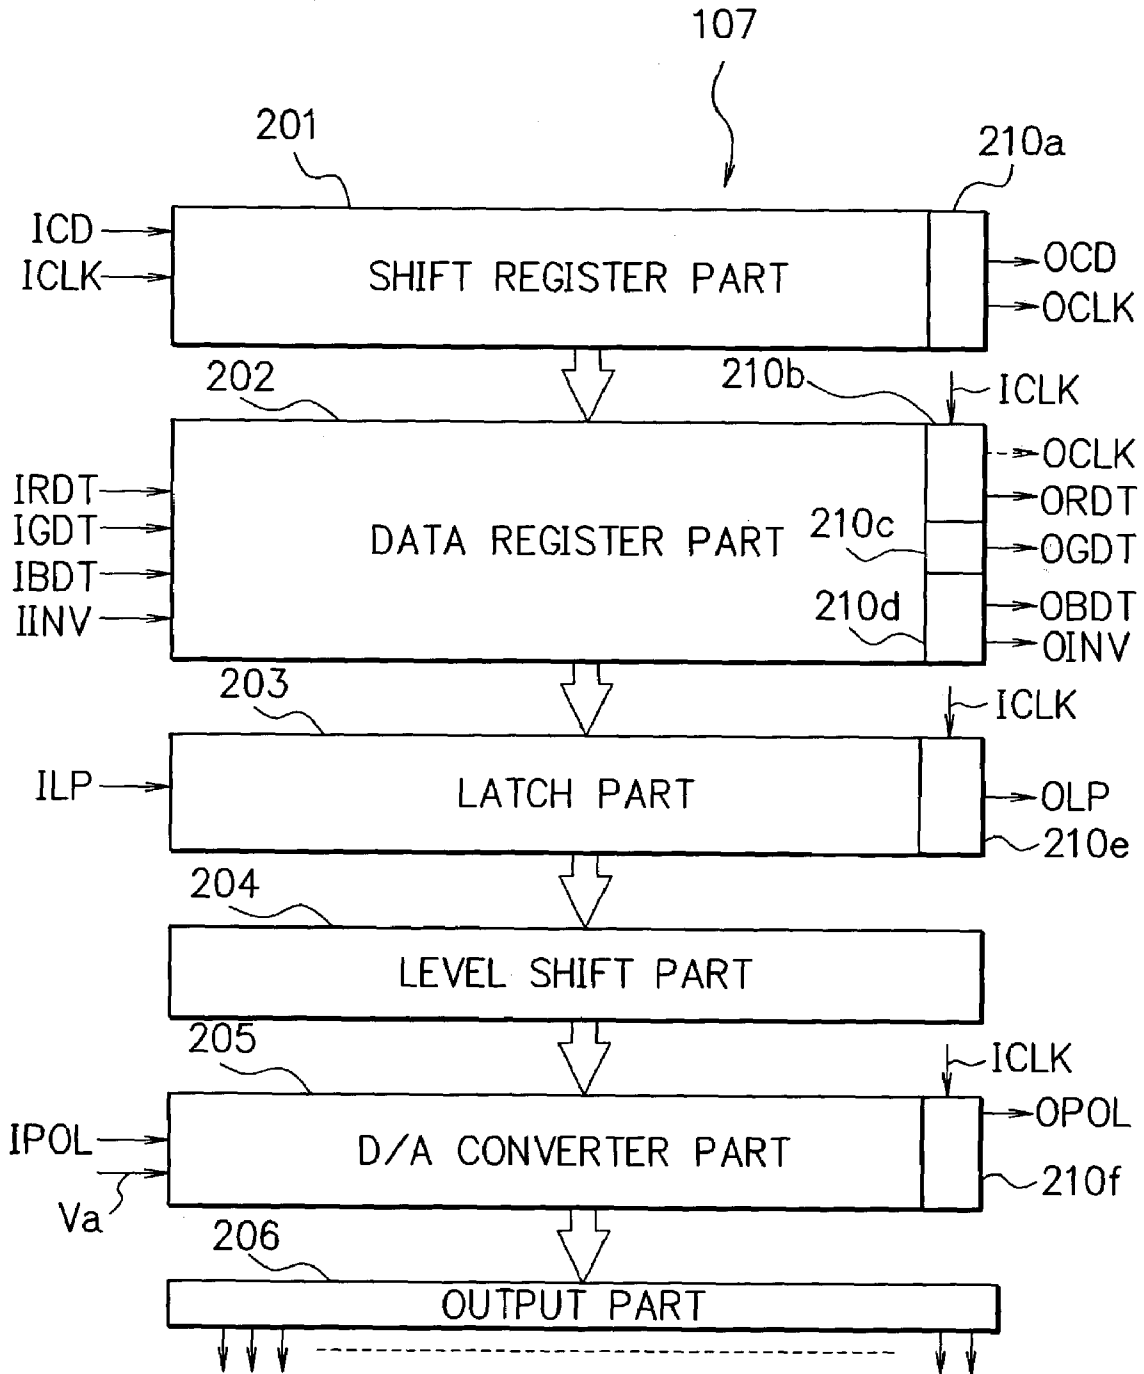 107
201
210a
ICD
ICLK
SHIFT REGISTER PART
OCD
OCLK
202
210b
ICLK
IRDT
IGDT
IBDT
IINV
DATA REGISTER PART
210c
210d
OCLK
ORDT
OGDT
OBDT
OINV
203
ICLK
ILP
LATCH PART
OLP
210e
204
LEVEL SHIFT PART
205
ICLK
IPOL
Va
D/A CONVERTER PART
OPOL
210f
206
OUTPUT PART